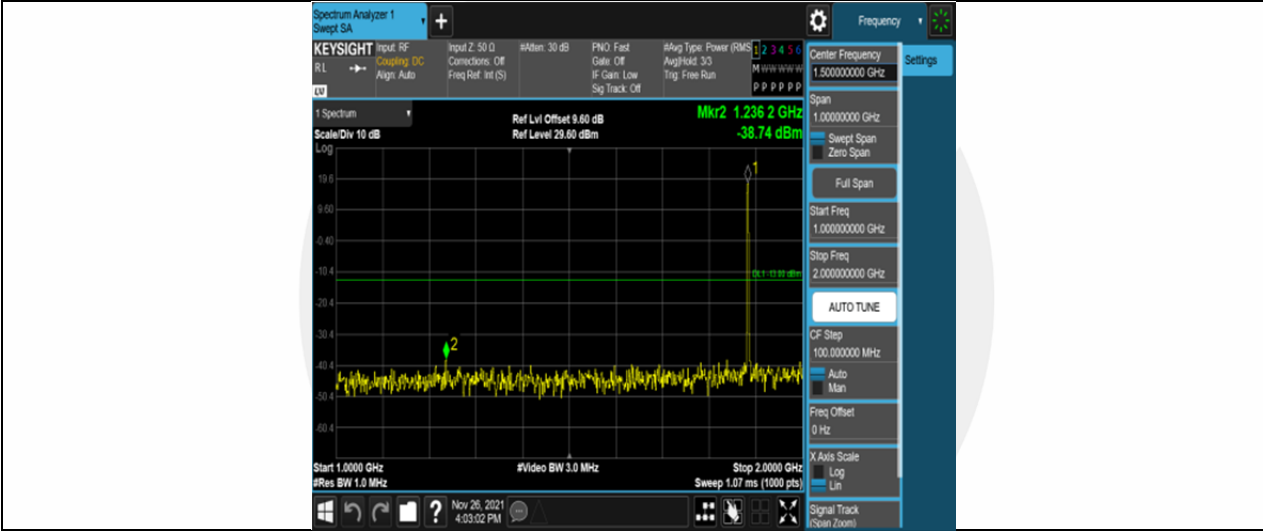 Spectrum Analyzer 1
Swept SA
+
Frequency
KEYSIGHT
RL
LV
Input: RF
Coupling: DC
Align: Auto
Input Z: 50 Ω
Corrections: Off
Freq Ref: Int (S)
#Atten: 30 dB
PNO: Fast
Gate: Off
IF Gain: Low
Sig Track: Off
#Avg Type: Power (RMS
Avg|Hold: 3/3
Trig: Free Run
1 2 3 4 5 6
M W W W W W
P P P P P P
Center Frequency
1.500000000 GHz
Settings
Span
1.00000000 GHz
Swept Span
Zero Span
Full Span
Start Freq
1.000000000 GHz
Stop Freq
2.000000000 GHz
AUTO TUNE
CF Step
100.000000 MHz
Auto
Man
Freq Offset
0 Hz
X Axis Scale
Log
Lin
Signal Track
(Span Zoom)
1 Spectrum
Scale/Div 10 dB
Log
Ref Lvl Offset 9.60 dB
Ref Level 29.60 dBm
Mkr2 1.236 2 GHz
-38.74 dBm
1
19.6
9.60
-0.40
-10.4
DL1 -13.00 dBm
-20.4
-30.4
2
-40.4
-50.4
-60.4
Start 1.0000 GHz
#Video BW 3.0 MHz
Stop 2.0000 GHz
#Res BW 1.0 MHz
Sweep 1.07 ms (1000 pts)
?
Nov 26, 2021
4:03:02 PM